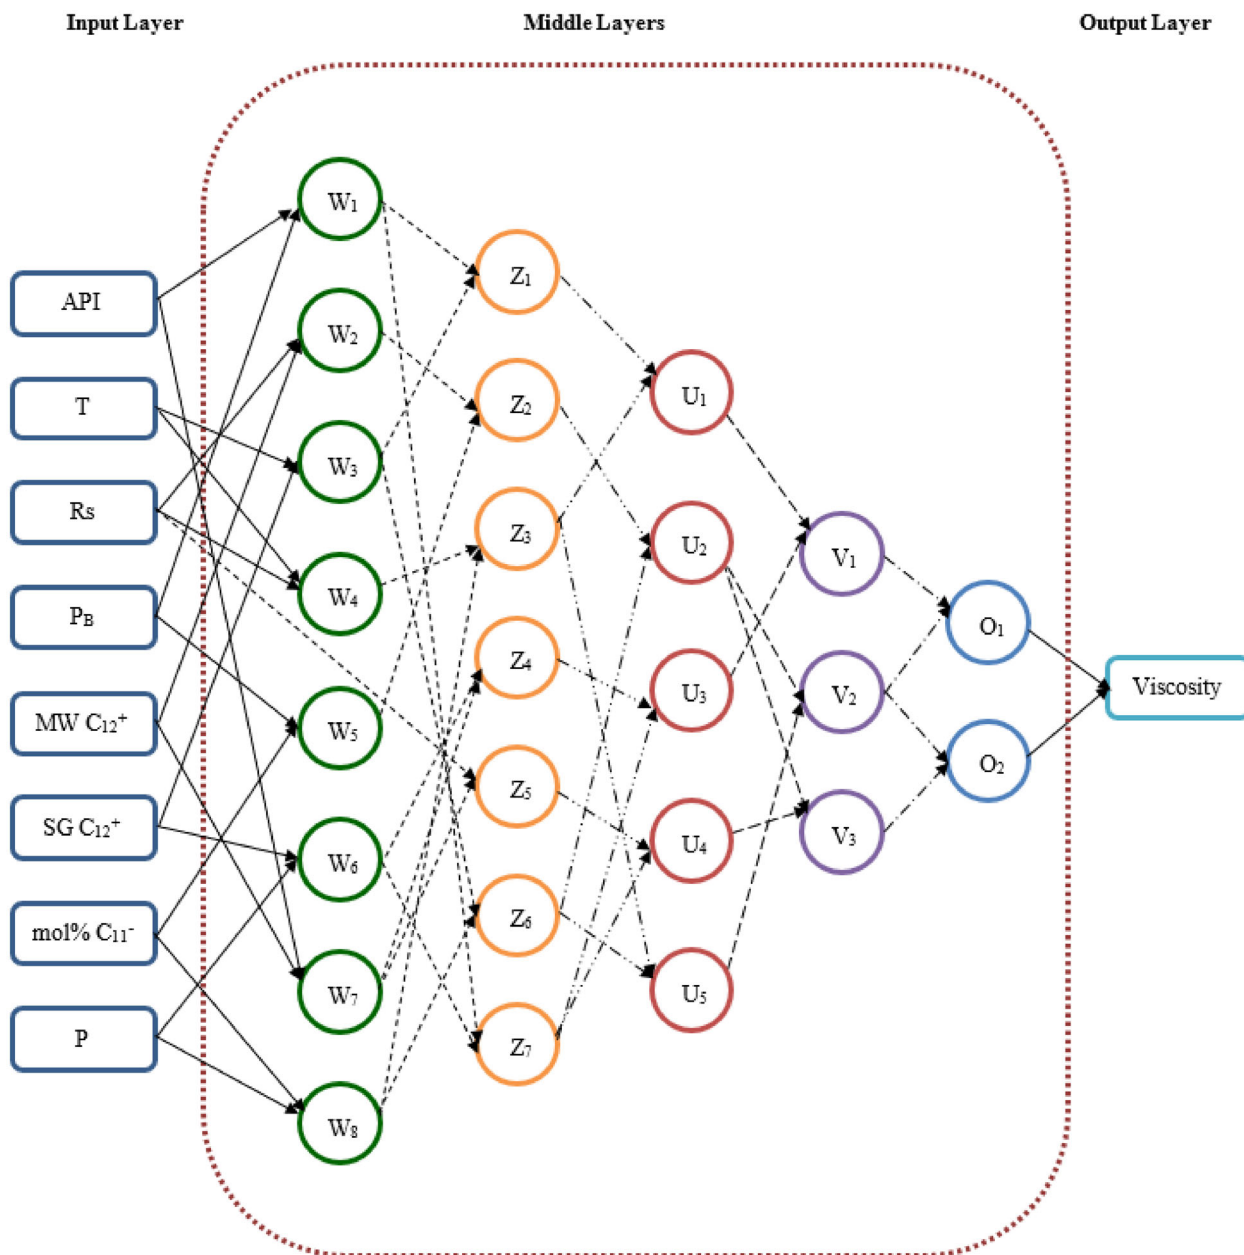 Input Layer
Middle Layers
Output Layer
API
T
Rs
P_B
MW C₁₂⁺
SG C₁₂⁺
mol% C₁₁⁻
P
W₁
W₂
W₃
W₄
W₅
W₆
W₇
W₈
Z₁
Z₂
Z₃
Z₄
Z₅
Z₆
Z₇
U₁
U₂
U₃
U₄
U₅
V₁
V₂
V₃
O₁
O₂
Viscosity